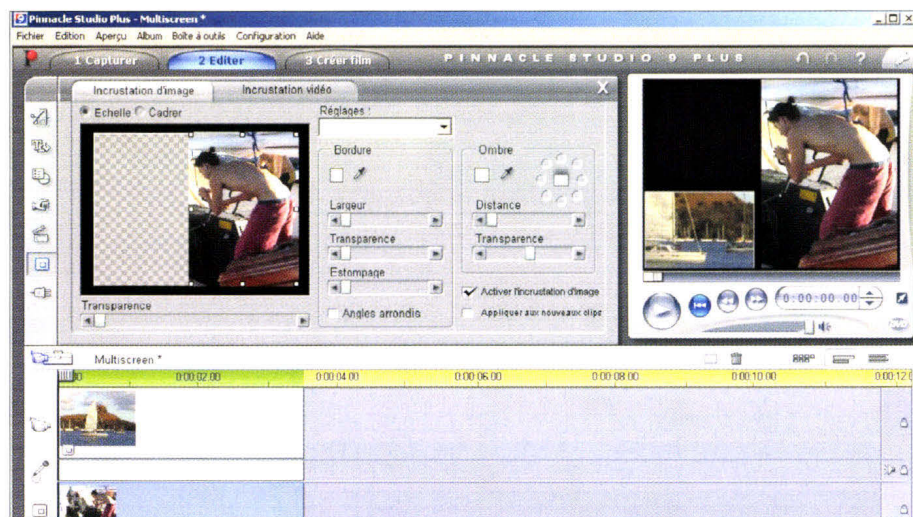 Pinnacle Studio Plus - Multiscreen *
Fichier Edition Aperçu Album Boîte à outils Configuration Aide
1 Capturer 2 Editer 3 Créer film PINNACLE STUDIO 9 PLUS ?
Incrustation d'image Incrustation vidéo X
Echelle Cadrer
Réglages :
Bordure Ombre
Largeur Distance
Transparence Transparence
Estompage
Activer l'incrustation d'image
Angles arrondis Appliquer aux nouveaux clips
Transparence
0:00:00.00
Multiscreen *
0:00:02.00 0:00:04.00 0:00:06.00 0:00:08.00 0:00:10.00